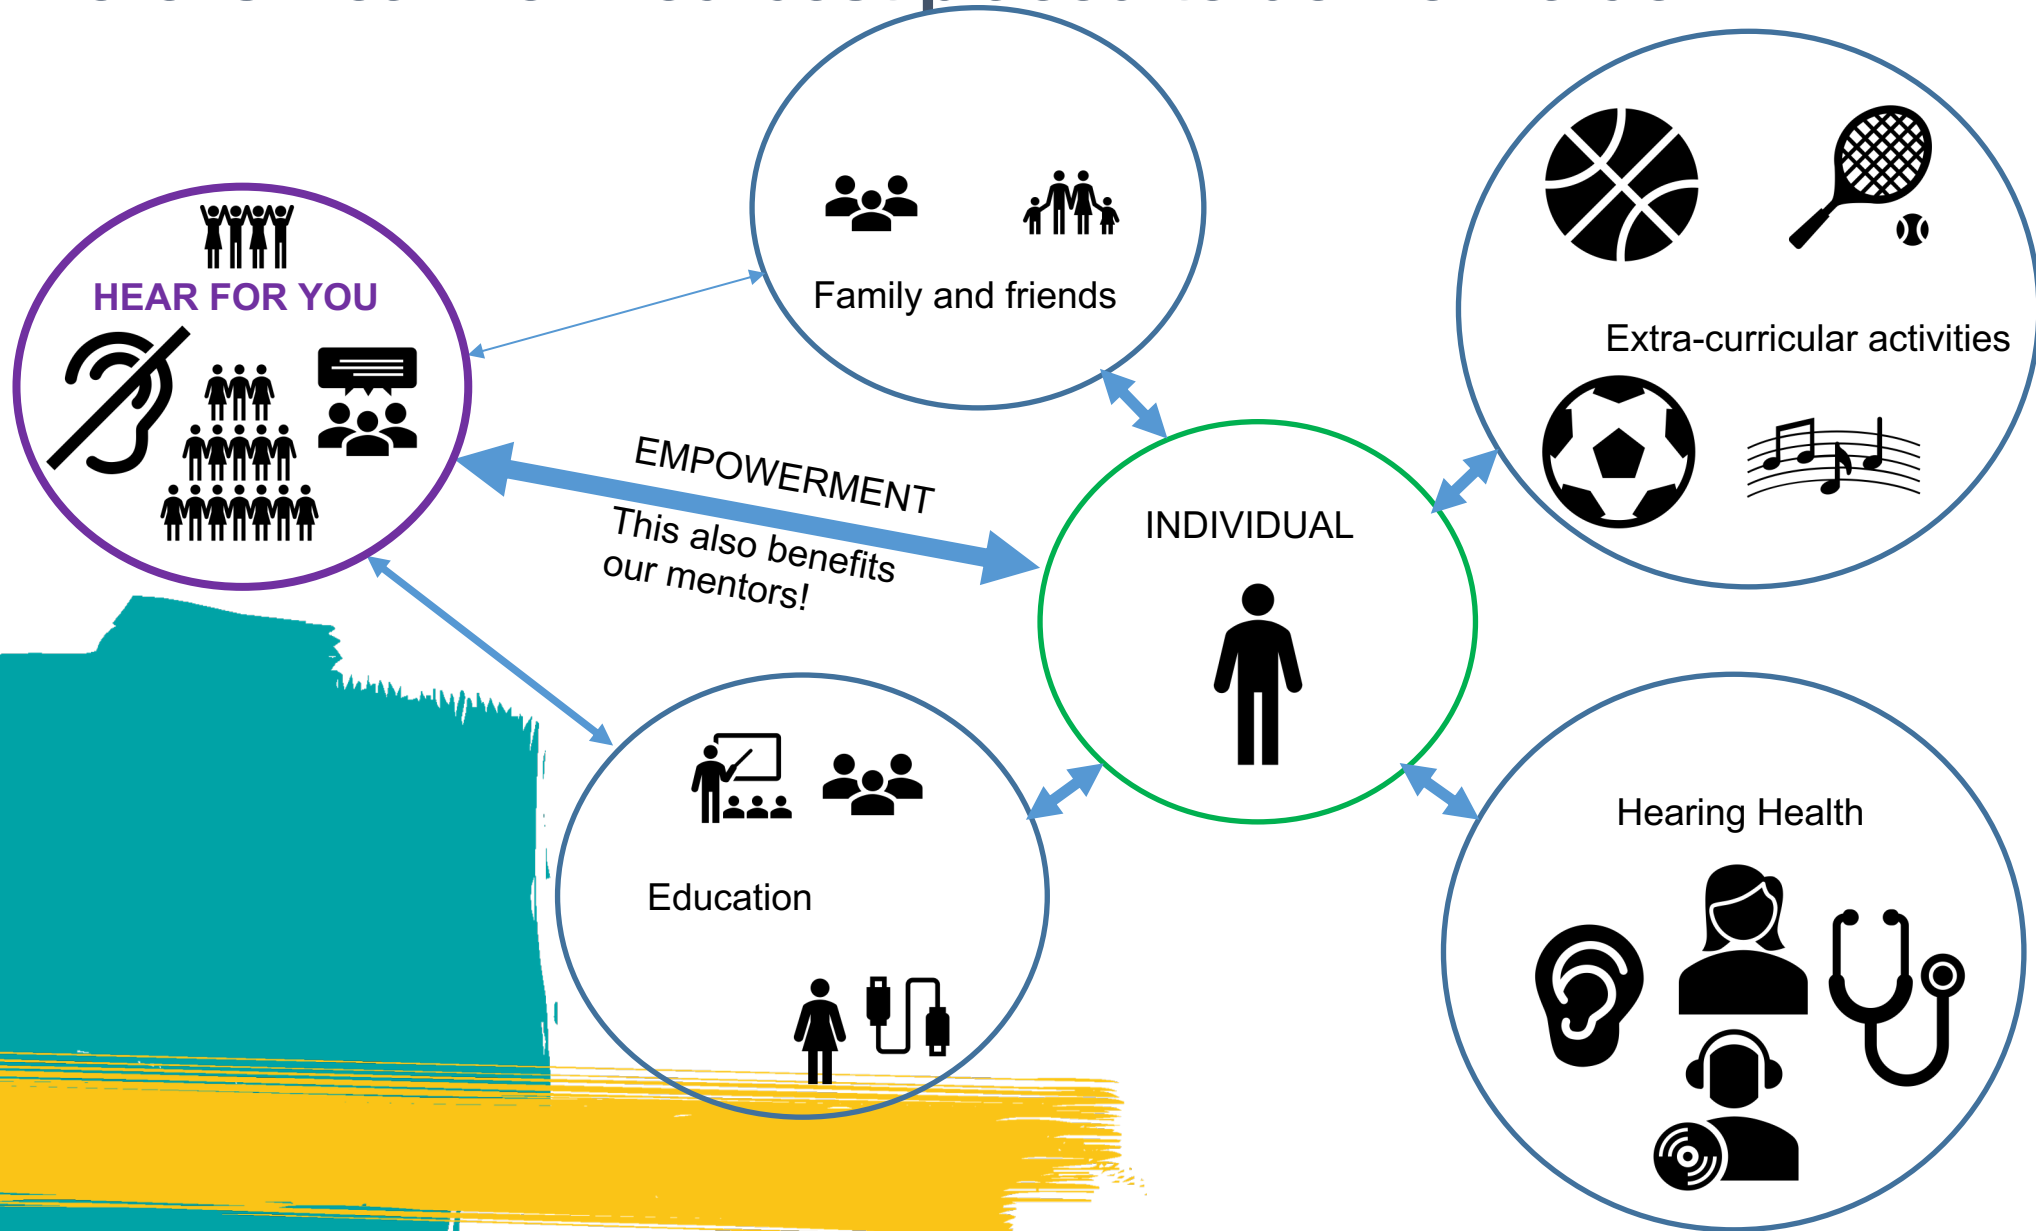 HEAR FOR YOU
Family and friends
Extra-curricular activities
EMPOWERMENT
This also benefits
our mentors!
INDIVIDUAL
Education
Hearing Health